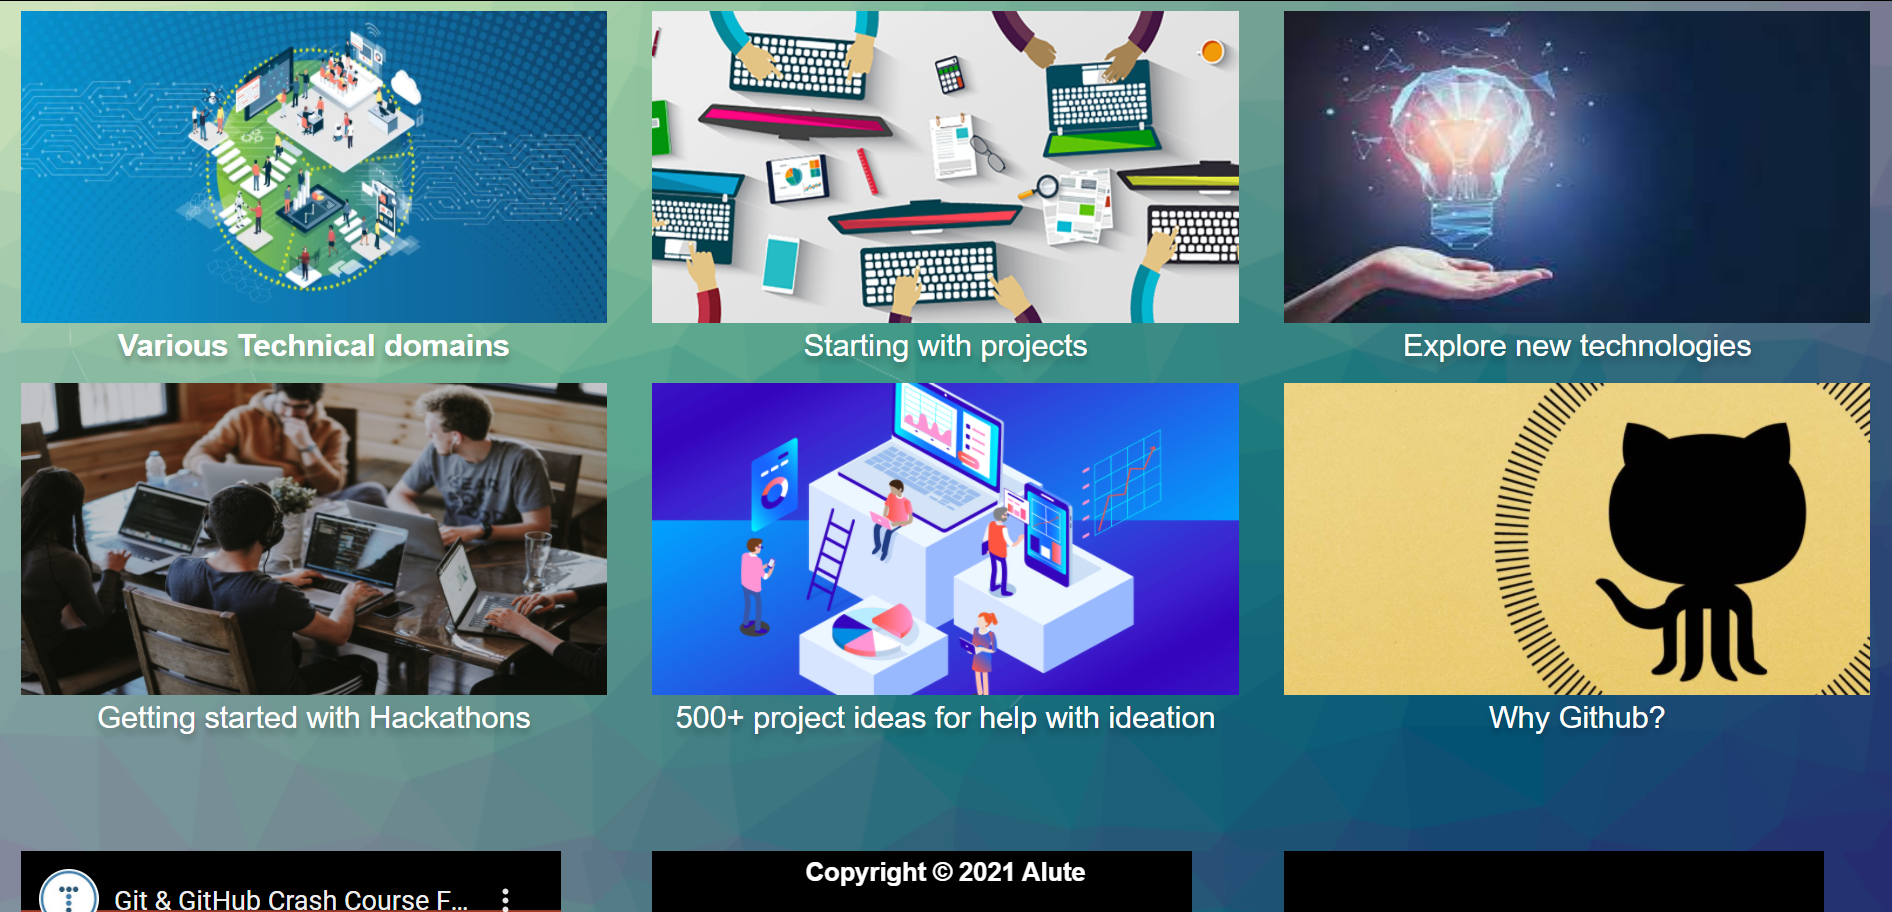 Various Technical domains
Starting with projects
Explore new technologies
Getting started with Hackathons
500+ project ideas for help with ideation
Why Github?
Git & GitHub Crash Course F...
Copyright © 2021 Alute